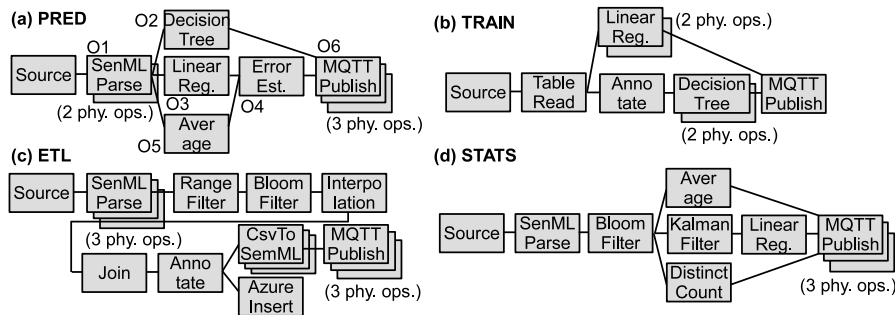 (a) PRED
O2
Decision
Tree
O1
O6
Source
SenML
Parse
Linear
Reg.
Error
Est.
MQTT
Publish
(2 phy. ops.)
O3
O4
(3 phy. ops.)
O5
Aver
age
(b) TRAIN
Linear
Reg.
(2 phy. ops.)
Source
Table
Read
Anno
tate
Decision
Tree
MQTT
Publish
(2 phy. ops.)
(c) ETL
Source
SenML
Parse
Range
Filter
Bloom
Filter
Interpo
lation
(3 phy. ops.)
Join
Anno
tate
CsvTo
SemML
MQTT
Publish
Azure
Insert
(3 phy. ops.)
(d) STATS
Aver
age
Source
SenML
Parse
Bloom
Filter
Kalman
Filter
Linear
Reg.
MQTT
Publish
Distinct
Count
(3 phy. ops.)